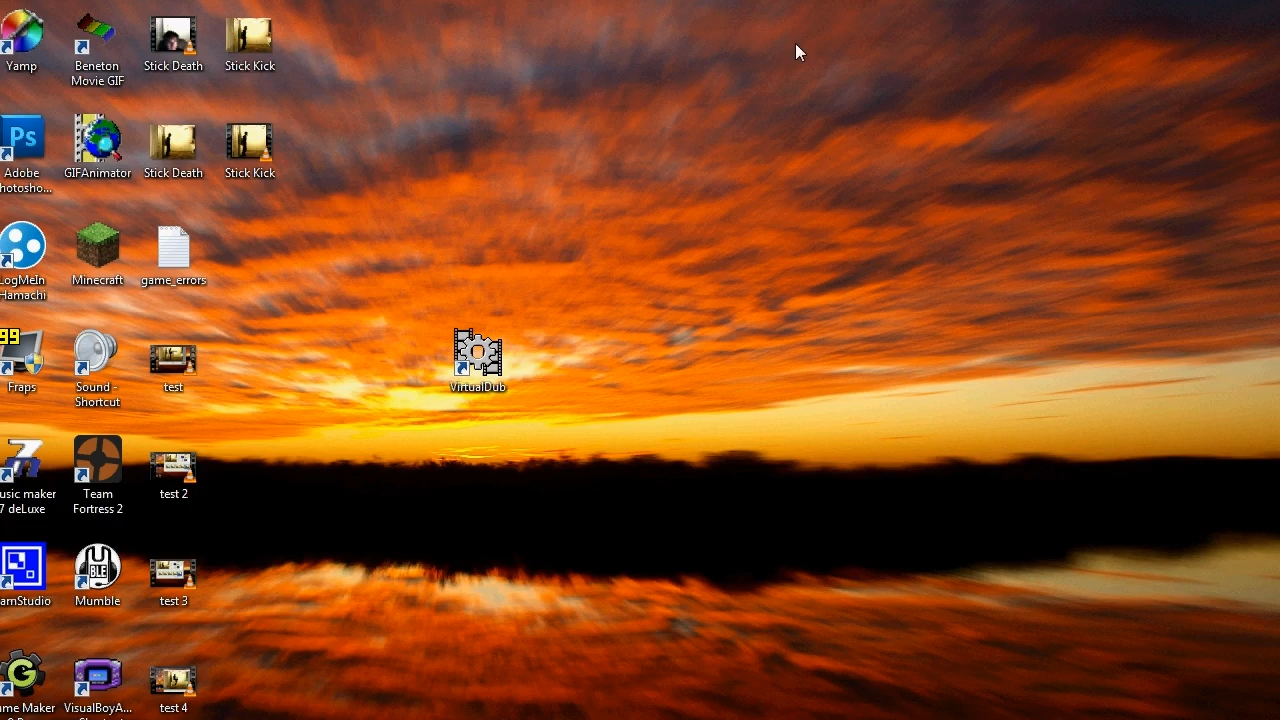 Yamp
Beneton
Movie GIF
Stick Death
Stick Kick
Ps
Adobe
hotosho...
GIFAnimator
Stick Death
Stick Kick
LogMeIn
Hamachi
Minecraft
game_errors
99
Fraps
Sound -
Shortcut
test
VirtualDub
usic maker
7 deLuxe
Team
Fortress 2
test 2
BLE
amStudio
Mumble
test 3
G
ame Maker
VisualBoyA...
test 4